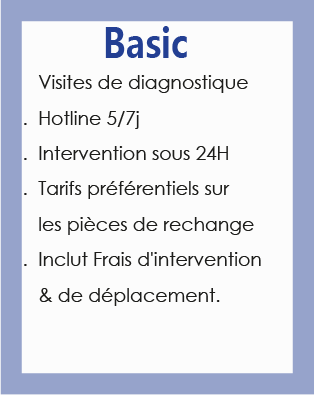 Basic
Visites de diagnostique
. Hotline 5/7j
. Intervention sous 24H
. Tarifs préférentiels sur
les pièces de rechange
. Inclut Frais d'intervention
& de déplacement.